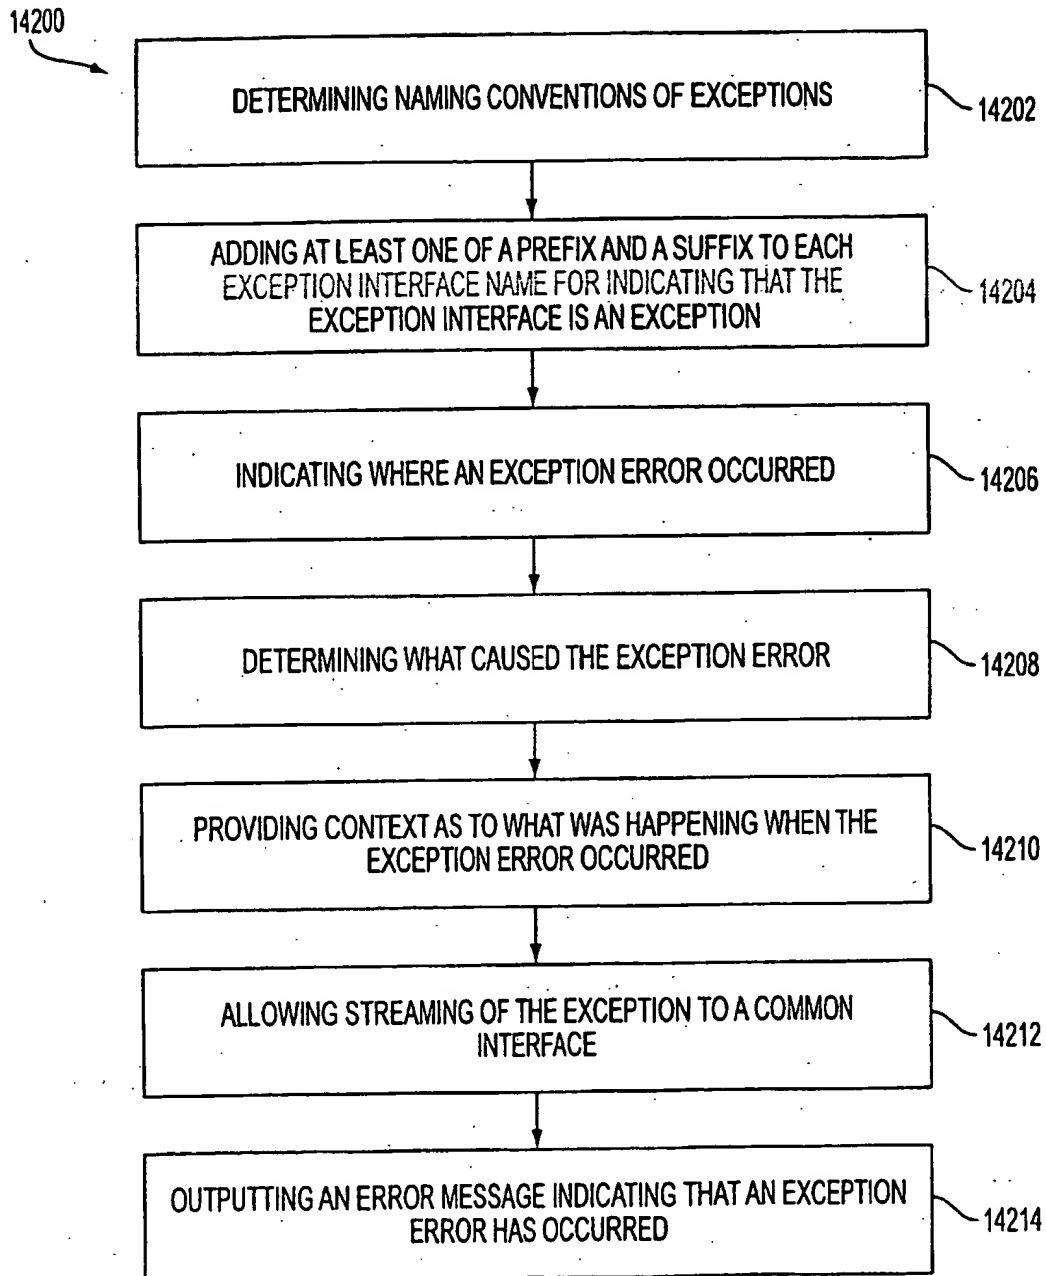 14200
DETERMINING NAMING CONVENTIONS OF EXCEPTIONS
14202
ADDING AT LEAST ONE OF A PREFIX AND A SUFFIX TO EACH
EXCEPTION INTERFACE NAME FOR INDICATING THAT THE
EXCEPTION INTERFACE IS AN EXCEPTION
14204
INDICATING WHERE AN EXCEPTION ERROR OCCURRED
14206
DETERMINING WHAT CAUSED THE EXCEPTION ERROR
14208
PROVIDING CONTEXT AS TO WHAT WAS HAPPENING WHEN THE
EXCEPTION ERROR OCCURRED
14210
ALLOWING STREAMING OF THE EXCEPTION TO A COMMON
INTERFACE
14212
OUTPUTTING AN ERROR MESSAGE INDICATING THAT AN EXCEPTION
ERROR HAS OCCURRED
14214